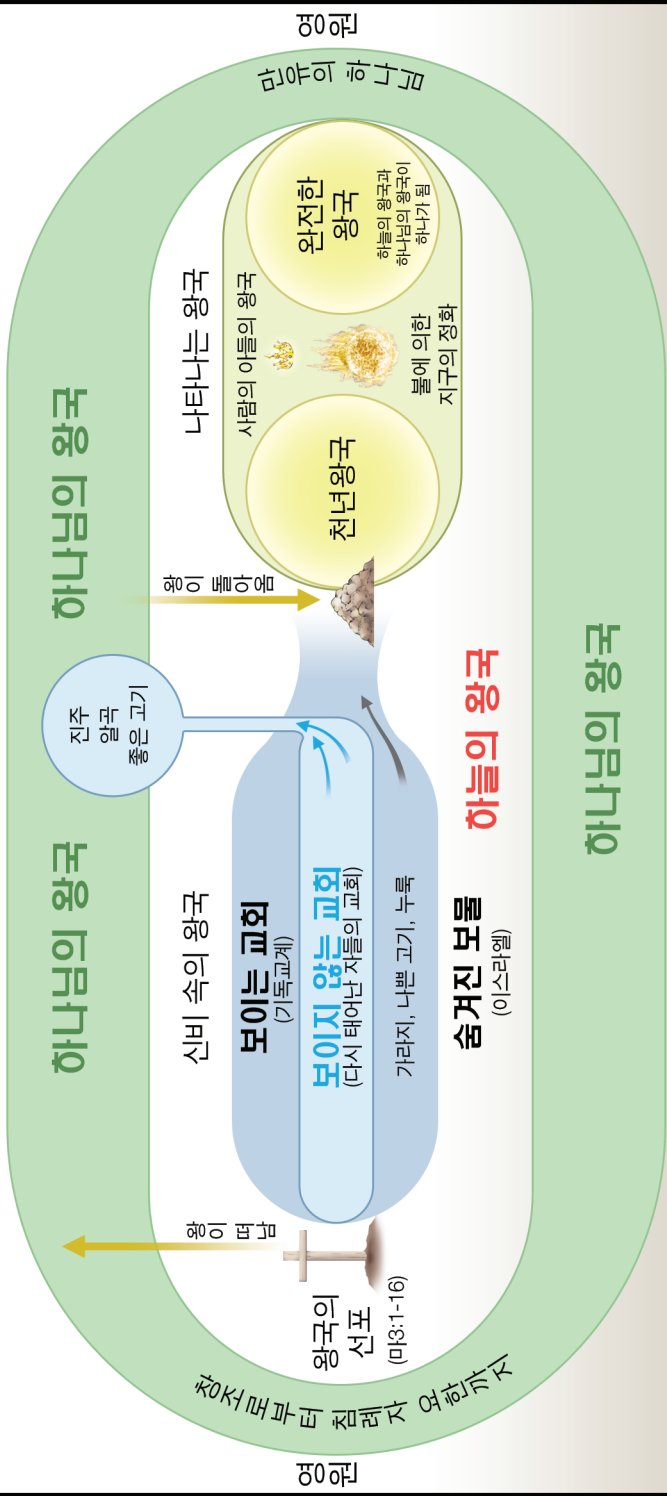 영원
창조로부터 침례자 요한까지
하나님의 왕국
하나님의 왕국
만유의 하나님
영원
왕이 떠남
왕국의
선포
(마3:1-16)
신비 속의 왕국
보이는 교회
(기독교계)
보이지 않는 교회
(다시 태어난 자들의 교회)
가라지, 나쁜 고기, 누룩
숨겨진 보물
(이스라엘)
진주
알곡
좋은 고기
왕이 돌아옴
하늘의 왕국
나타나는 왕국
사람의 아들의 왕국
천년왕국
불에 의한
지구의 정화
완전한
왕국
하늘의 왕국과
하나님의 왕국이
하나가 됨
하나님의 왕국